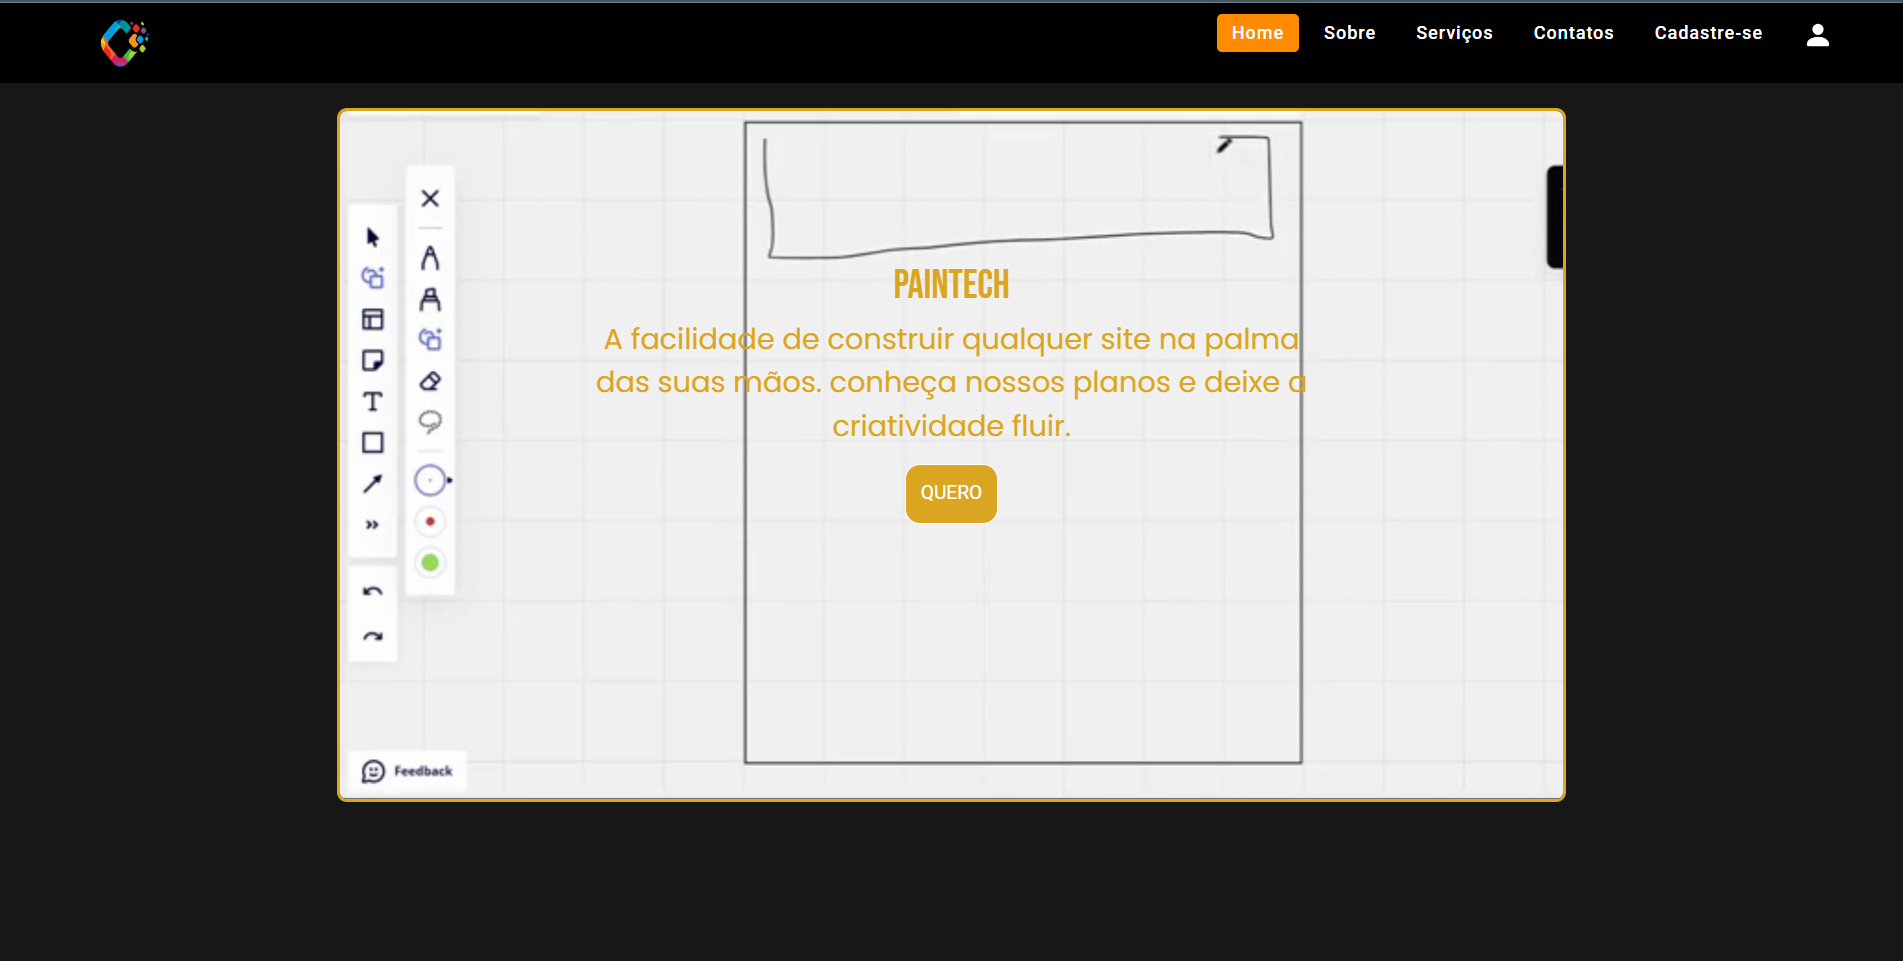 Home Sobre Serviços Contatos Cadastre-se
PAINTECH
A facilidade de construir qualquer site na palma
das suas mãos. conheça nossos planos e deixe a
criatividade fluir.
QUERO
Feedback